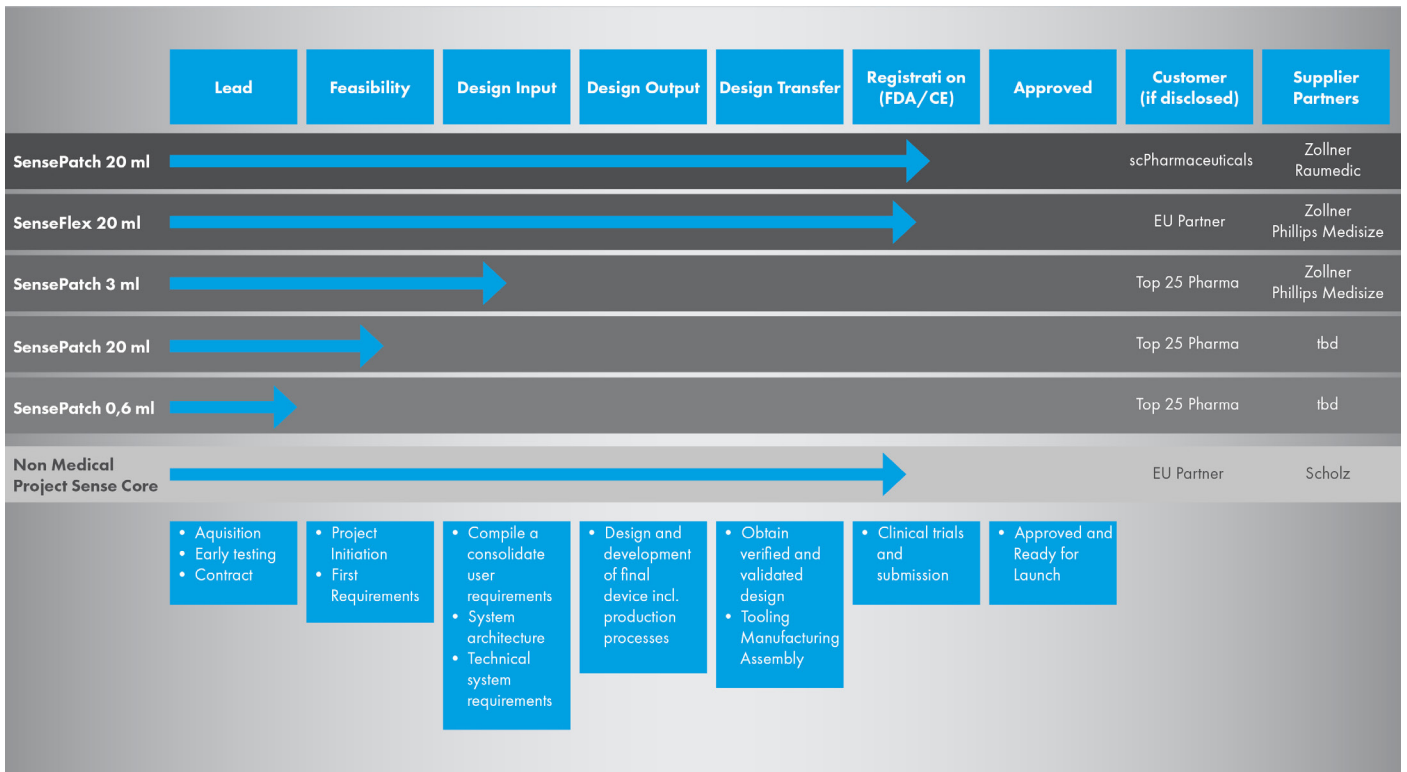 Lead
Feasibility
Design Input
Design Output
Design Transfer
Registrati on
(FDA/CE)
Approved
Customer
(if disclosed)
Supplier
Partners
SensePatch 20 ml
scPharmaceuticals
Zollner
Raumedic
SenseFlex 20 ml
EU Partner
Zollner
Phillips Medisize
SensePatch 3 ml
Top 25 Pharma
Zollner
Phillips Medisize
SensePatch 20 ml
Top 25 Pharma
tbd
SensePatch 0,6 ml
Top 25 Pharma
tbd
Non Medical
Project Sense Core
EU Partner
Scholz
• Aquisition
• Early testing
• Contract
• Project
Initiation
• First
Requirements
• Compile a
consolidate
user
requirements
• System
architecture
• Technical
system
requirements
• Design and
development
of final
device incl.
production
processes
• Obtain
verified and
validated
design
• Tooling
Manufacturing
Assembly
• Clinical trials
and
submission
• Approved and
Ready for
Launch